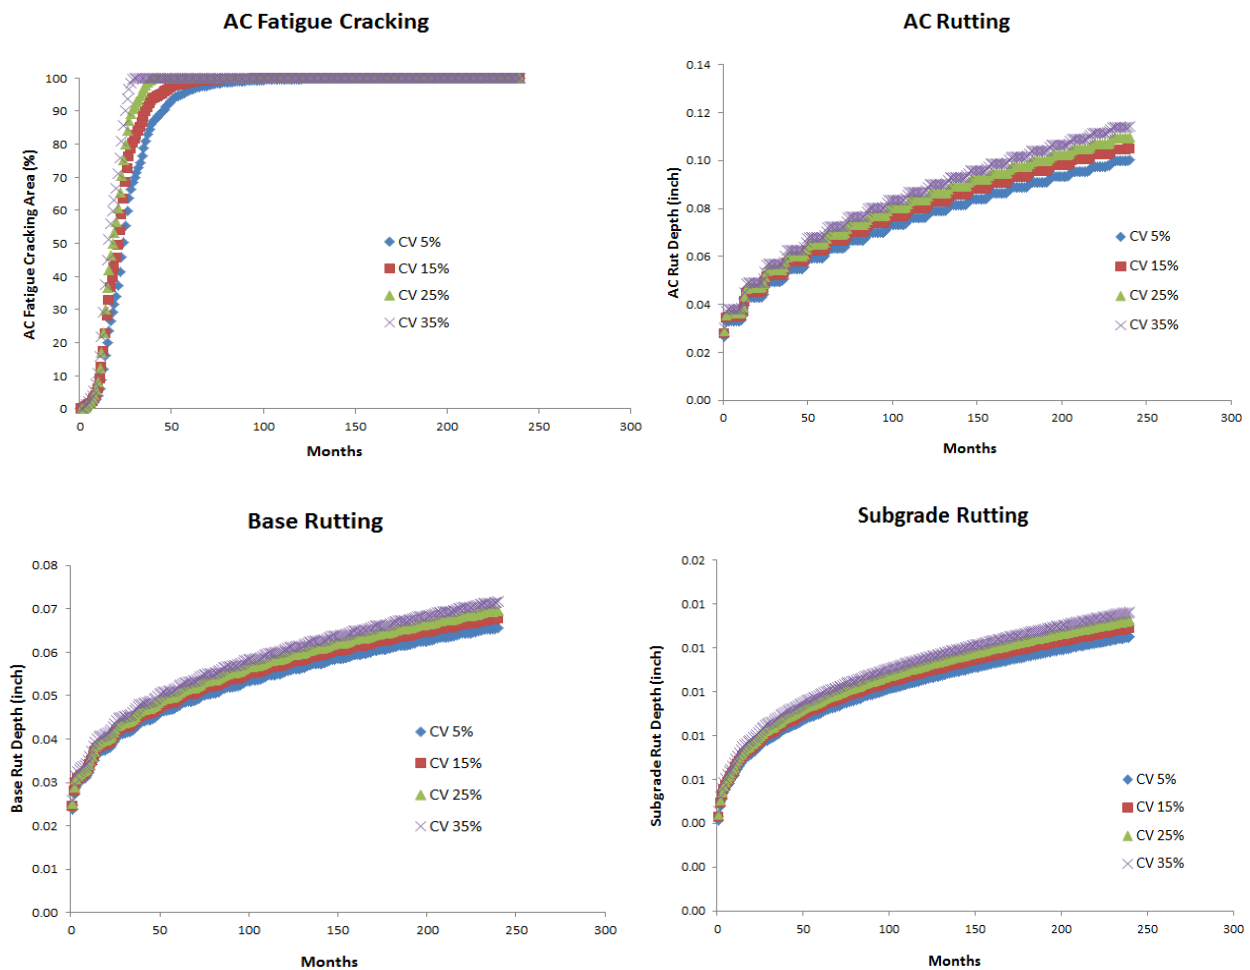 AC Fatigue Cracking
AC Fatigue Cracking Area (%)
100
90
80
70
60
50
40
30
20
10
0
0 50 100 150 200 250 300
Months
CV 5%
CV 15%
CV 25%
CV 35%
AC Rutting
AC Rut Depth (inch)
0.14
0.12
0.10
0.08
0.06
0.04
0.02
0.00
0 50 100 150 200 250 300
Months
CV 5%
CV 15%
CV 25%
CV 35%
Base Rutting
Base Rut Depth (inch)
0.08
0.07
0.06
0.05
0.04
0.03
0.02
0.01
0.00
0 50 100 150 200 250 300
Months
CV 5%
CV 15%
CV 25%
CV 35%
Subgrade Rutting
Subgrade Rut Depth (inch)
0.02
0.01
0.01
0.01
0.01
0.01
0.00
0.00
0.00
0 50 100 150 200 250 300
Months
CV 5%
CV 15%
CV 25%
CV 35%